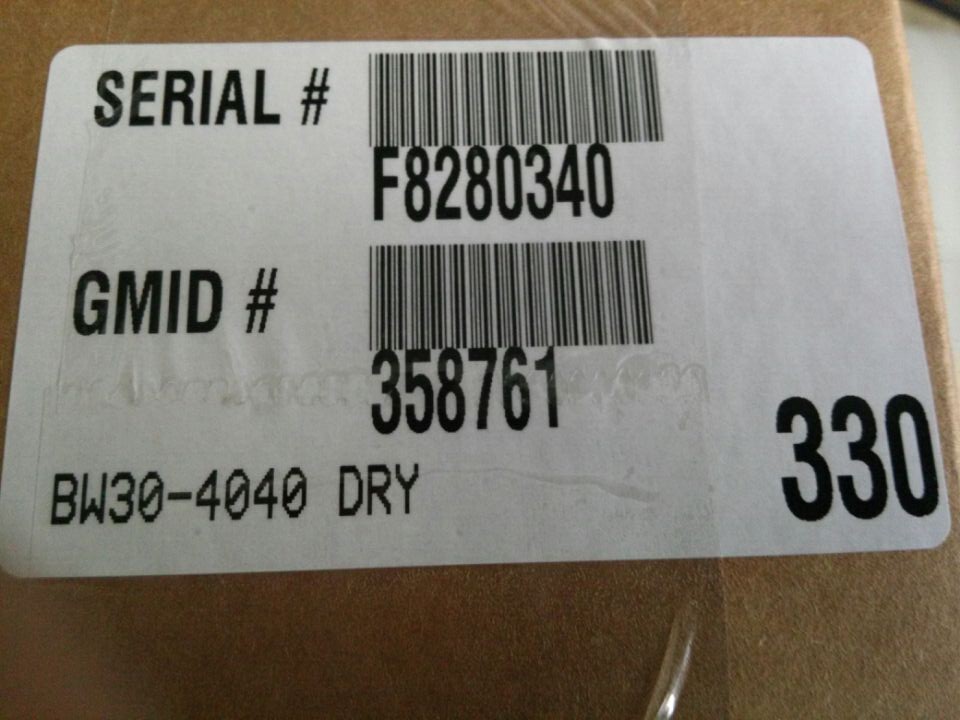 SERIAL #
F8280340
GMID #
358761
330
BW30-4040 DRY